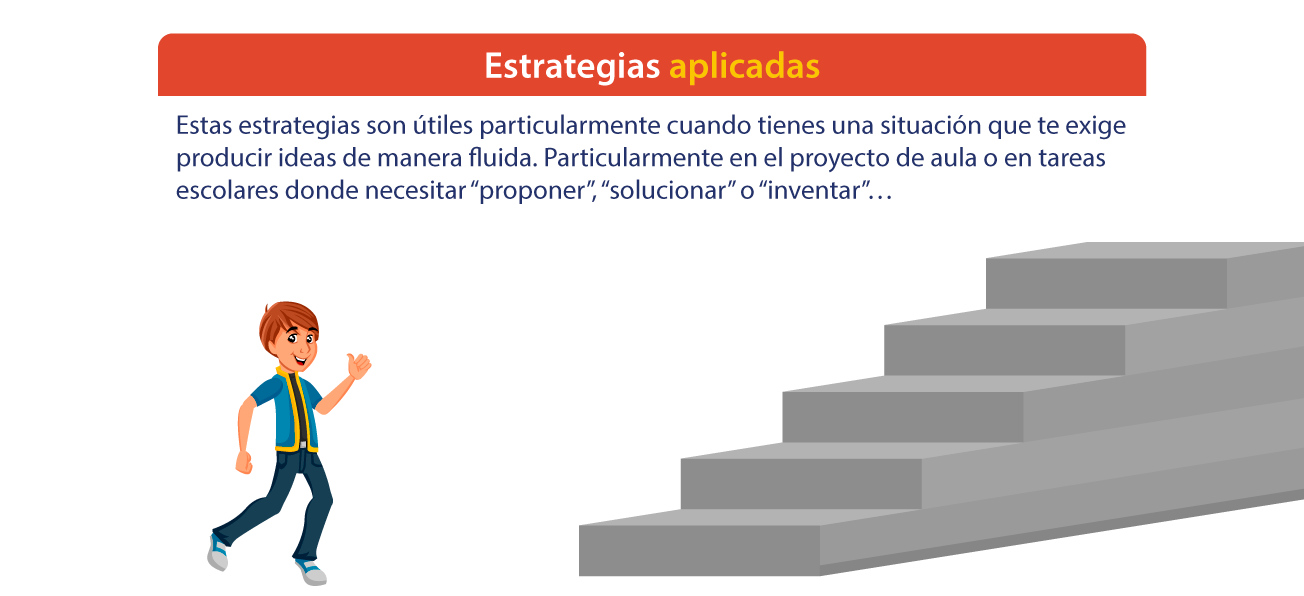 Estrategias aplicadas
Estas estrategias son útiles particularmente cuando tienes una situación que te exige
producir ideas de manera fluida. Particularmente en el proyecto de aula o en tareas
escolares donde necesitar “proponer”, “solucionar” o “inventar”…